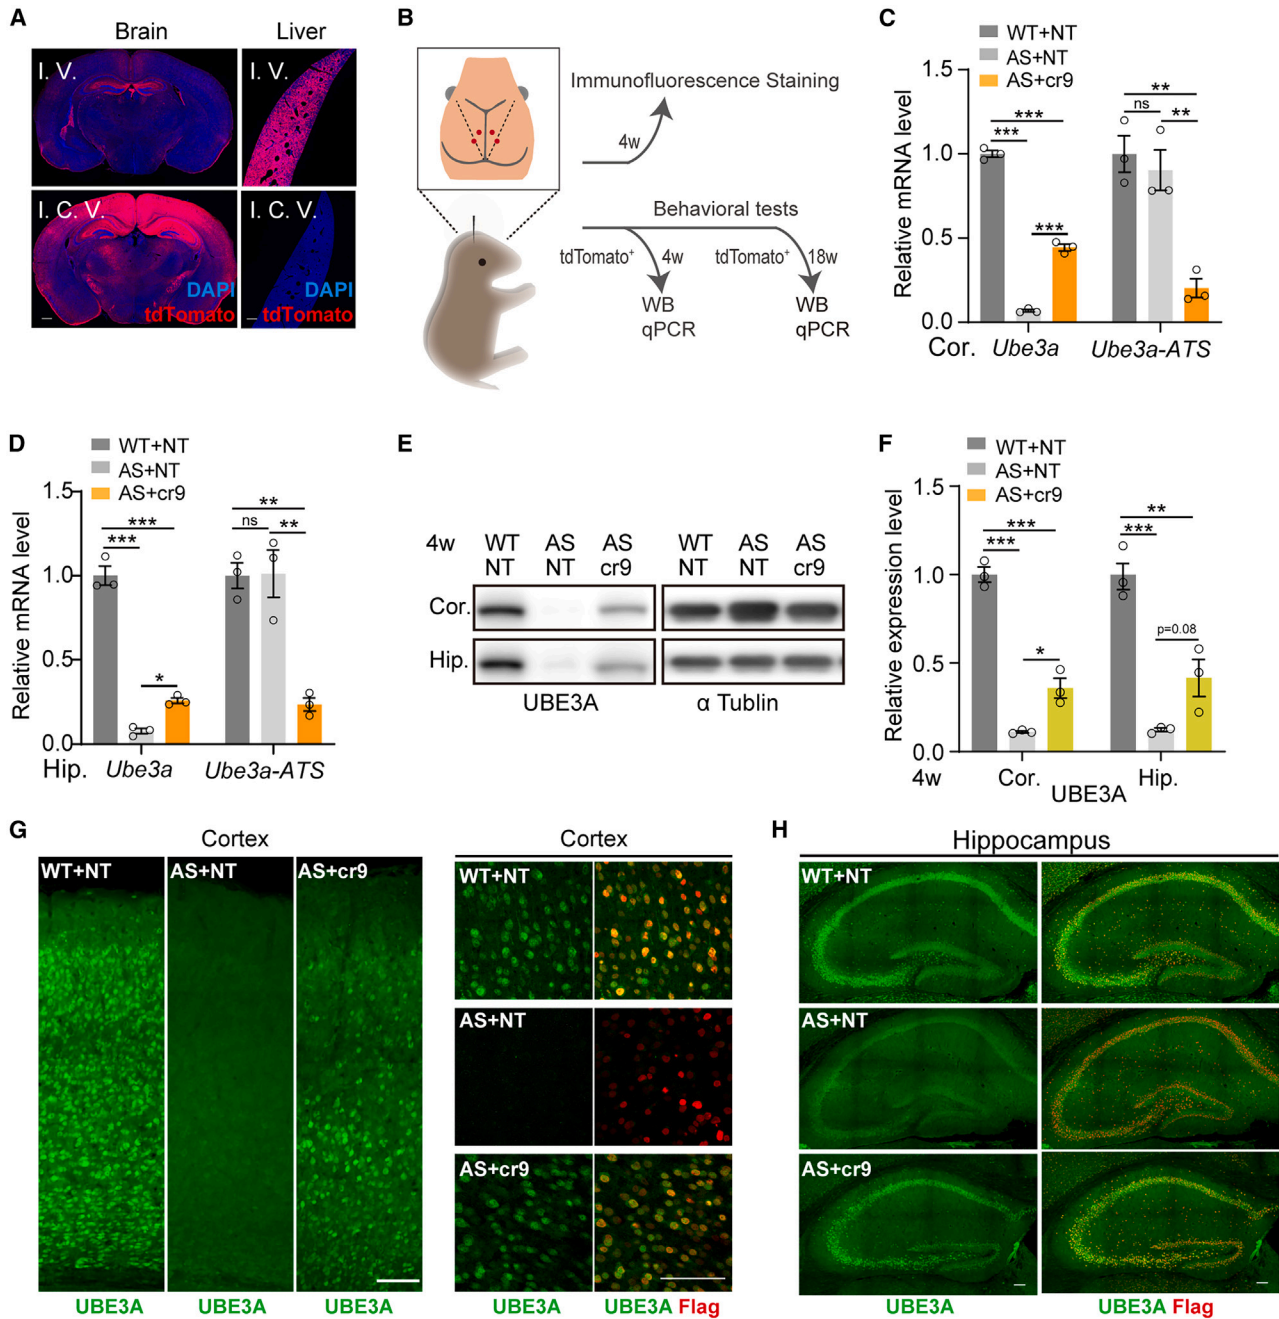 A
Brain
Liver
I. V.
I. V.
I. C. V.
I. C. V.
DAPI
tdTomato
DAPI
tdTomato
B
Immunofluorescence Staining
4w
Behavioral tests
tdTomato+
4w
tdTomato+
18w
WB
qPCR
WB
qPCR
C
WT+NT
AS+NT
AS+cr9
Relative mRNA level
1.5
1.0
0.5
0.0
***
***
***
**
ns
**
Cor.
Ube3a
Ube3a-ATS
D
WT+NT
AS+NT
AS+cr9
Relative mRNA level
1.5
1.0
0.5
0.0
***
***
*
**
ns
**
Hip.
Ube3a
Ube3a-ATS
E
4w
WT NT
AS NT
AS cr9
WT NT
AS NT
AS cr9
Cor.
Hip.
UBE3A
α Tublin
F
WT+NT
AS+NT
AS+cr9
Relative expression level
1.5
1.0
0.5
0.0
***
***
*
**
***
p=0.08
4w
Cor.
Hip.
UBE3A
G
Cortex
WT+NT
AS+NT
AS+cr9
UBE3A
UBE3A
UBE3A
Cortex
WT+NT
AS+NT
AS+cr9
UBE3A
UBE3A Flag
H
Hippocampus
WT+NT
AS+NT
AS+cr9
UBE3A
UBE3A Flag